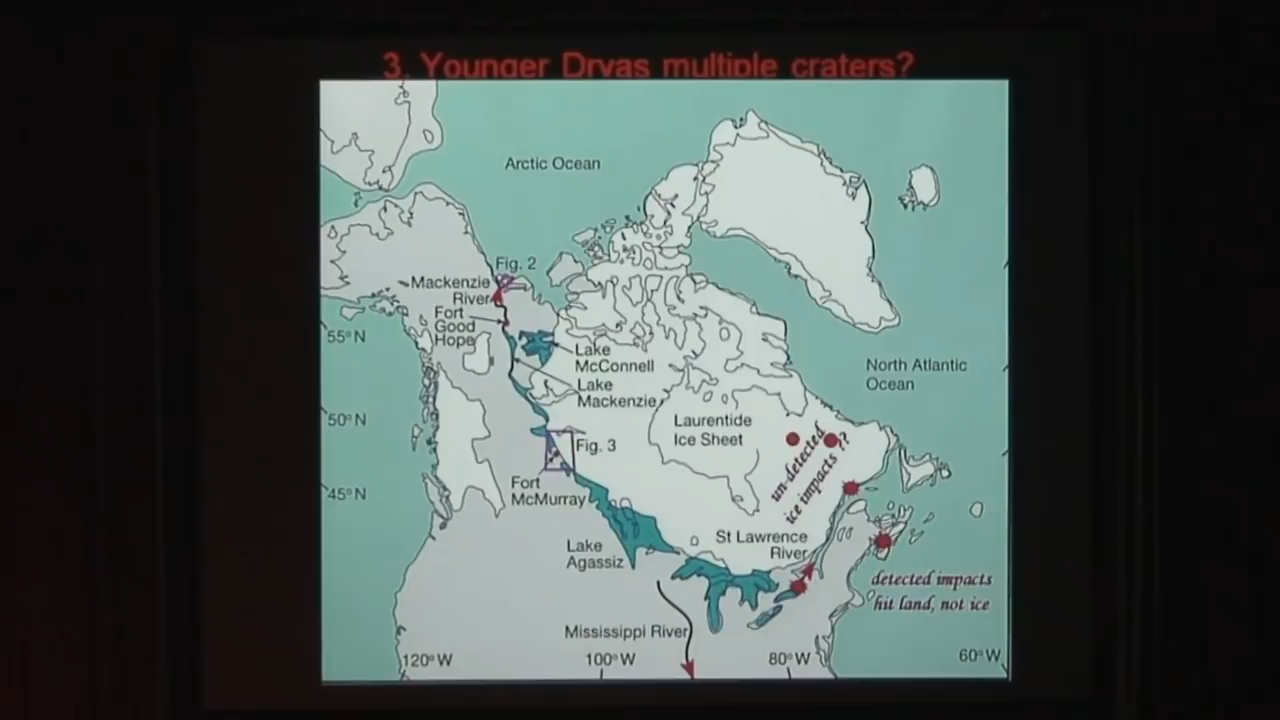 3. Younger Dryas multiple craters?
Arctic Ocean
Fig. 2
Mackenzie
River
Fort
Good
Hope
55°N
Lake
McConnell
Lake
Mackenzie
North Atlantic
Ocean
50°N
Laurentide
Ice Sheet
un-detected
ice impacts ??
Fig. 3
Fort
McMurray
45°N
St Lawrence
River
Lake
Agassiz
detected impacts
hit land, not ice
Mississippi River
120°W
100°W
80°W
60°W